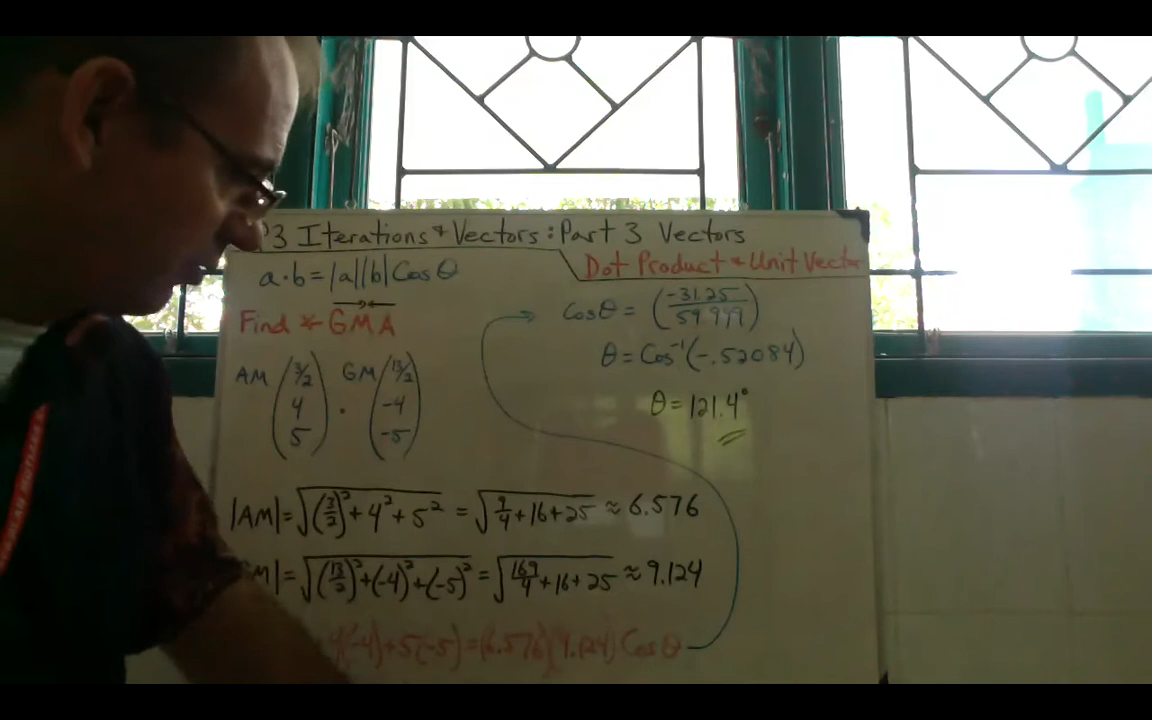 P3 Iterations + Vectors : Part 3 Vectors
Dot Product + Unit Vector
a·b = |a||b| Cos θ
Find ∠ GMA
AM (3/2, 4, 5) · GM (13/2, -4, -5)
|AM| = √((3/2)² + 4² + 5²) = √(9/4 + 16 + 25) ≈ 6.576
M| = √((13/2)² + (-4)² + (-5)²) = √(169/4 + 16 + 25) ≈ 9.124
4(-4) + 5(-5) = (6.576)(9.124) Cos θ
Cos θ = (-31.25/59.999)
θ = Cos⁻¹(-.52084)
θ = 121.4°